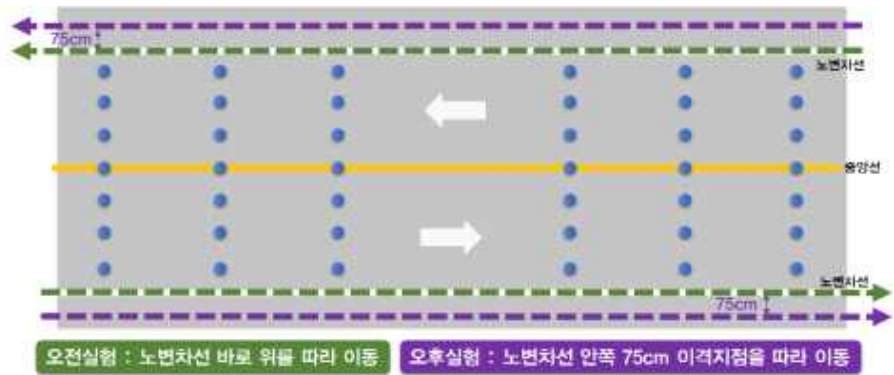 75cm
노변차선
중앙선
노변차선
75cm
오전실험 : 노변차선 바로 위를 따라 이동
오후실험 : 노변차선 안쪽 75cm 이격지점을 따라 이동